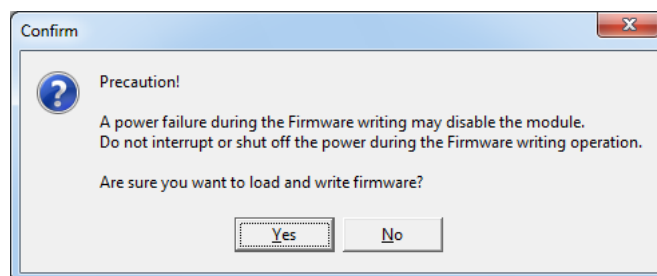 Confirm
Precaution!
A power failure during the Firmware writing may disable the module.
Do not interrupt or shut off the power during the Firmware writing operation.
Are sure you want to load and write firmware?
Yes
No